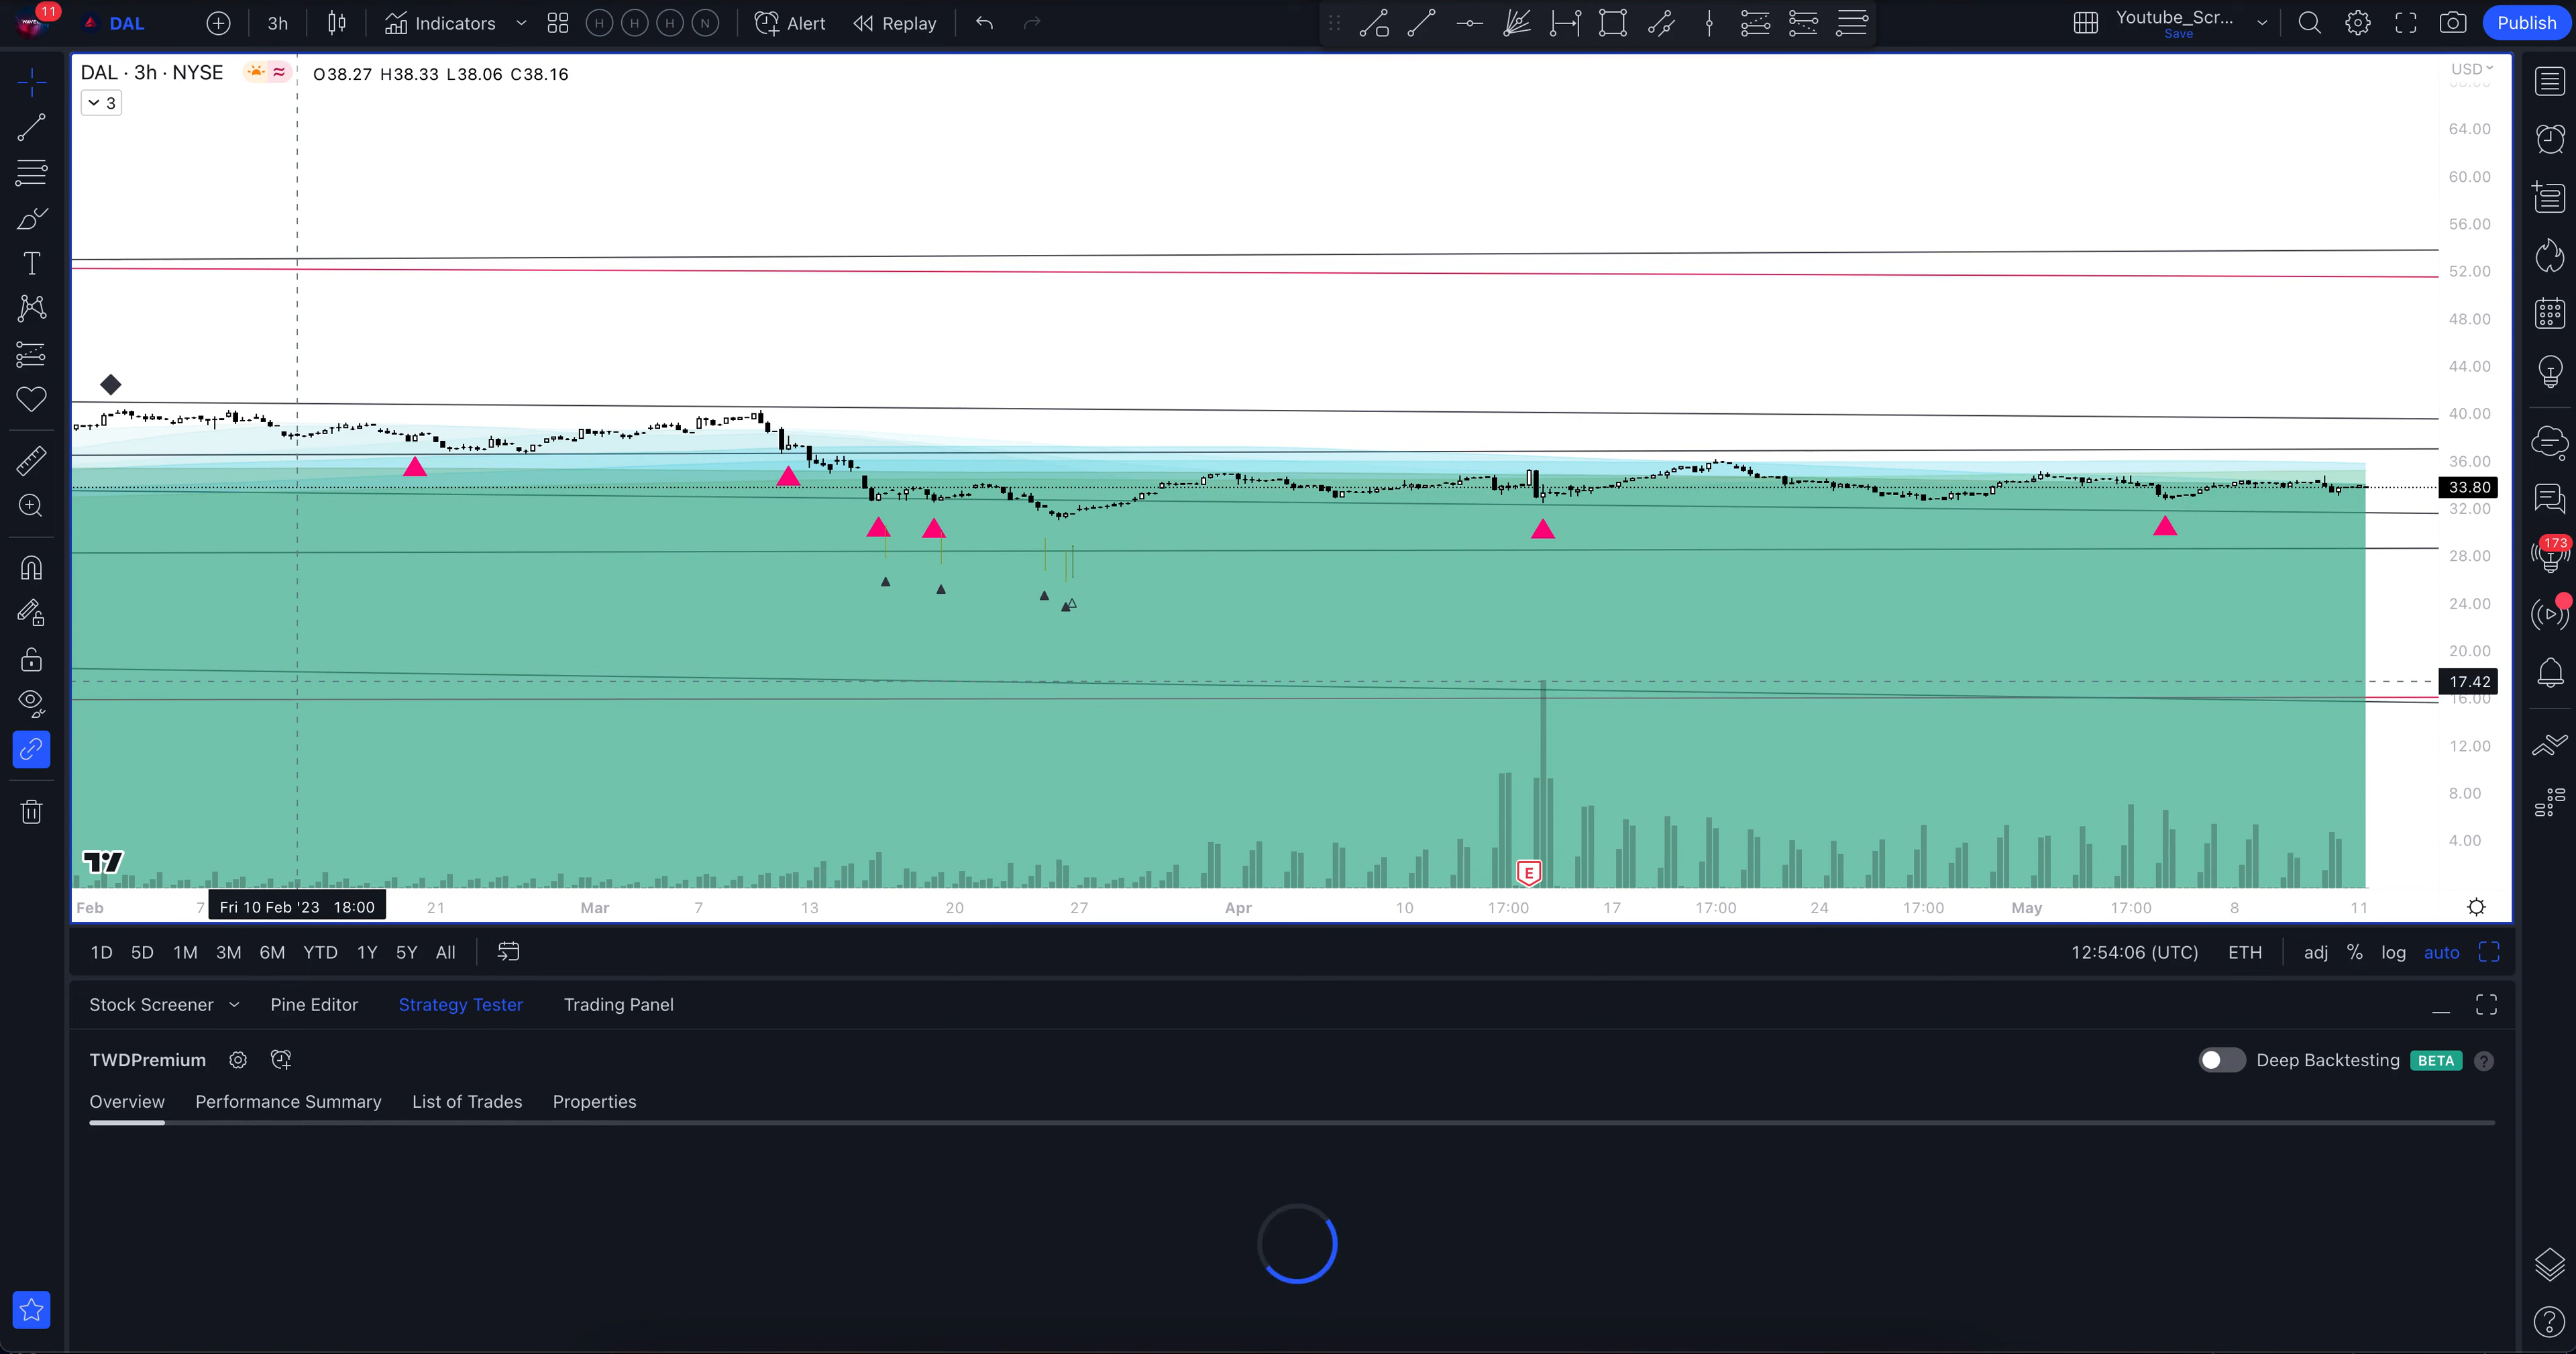 11
DAL
3h
Indicators
H
H
H
N
Alert
Replay
Youtube_Scr...
Save
Publish
DAL · 3h · NYSE
O38.27 H38.33 L38.06 C38.16
3
USD
64.00
60.00
56.00
52.00
48.00
44.00
40.00
36.00
33.80
32.00
28.00
24.00
20.00
17.42
16.00
12.00
8.00
4.00
173
E
Feb
7
Fri 10 Feb '23 18:00
21
Mar
7
13
20
27
Apr
10
17:00
17
17:00
24
17:00
May
17:00
8
11
1D 5D 1M 3M 6M YTD 1Y 5Y All
12:54:06 (UTC) ETH adj % log auto
Stock Screener Pine Editor Strategy Tester Trading Panel
TWDPremium
Deep Backtesting BETA ?
Overview Performance Summary List of Trades Properties